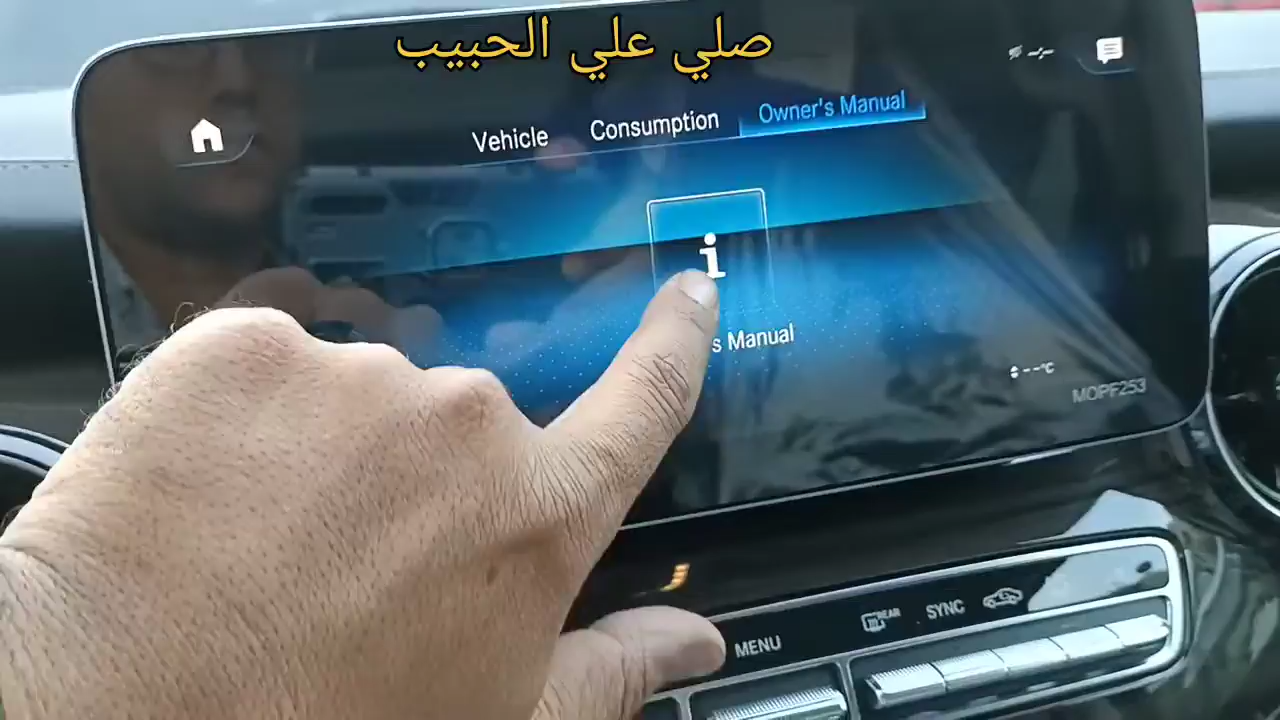 صلي علي الحبيب
Vehicle Consumption Owner's Manual
i
s Manual
--°C
MOPF253
MENU REAR SYNC